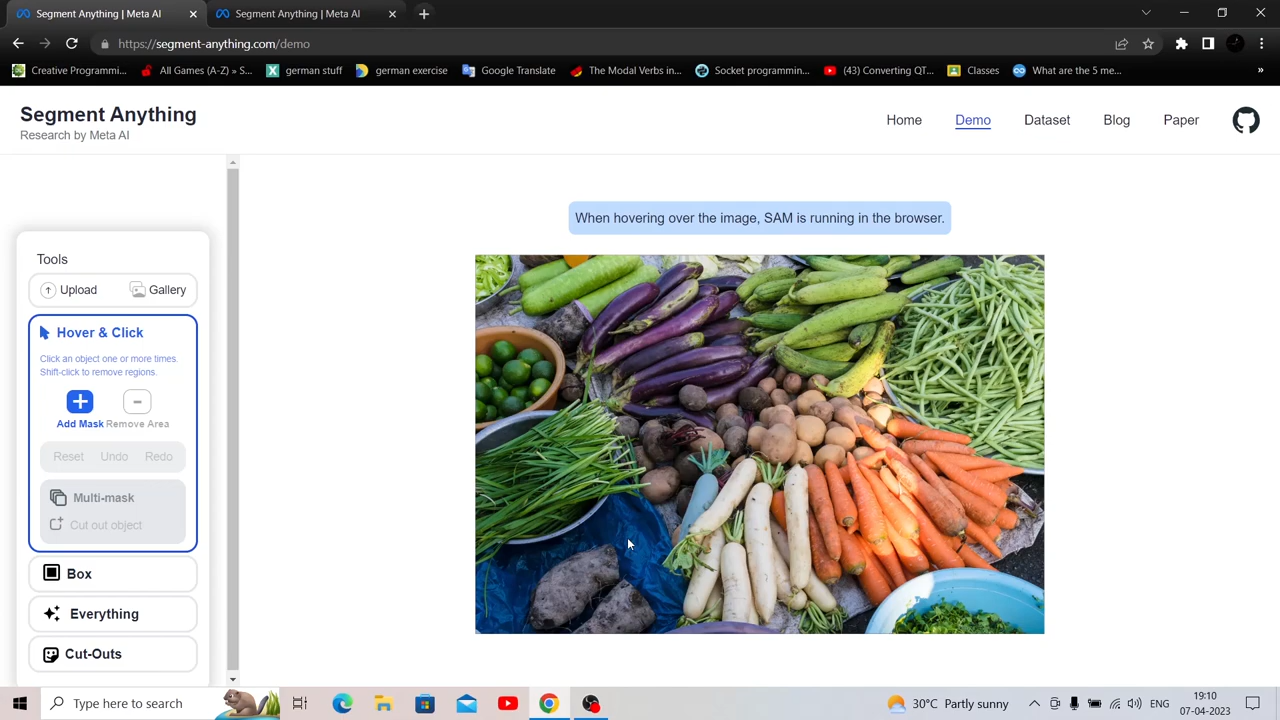 Segment Anything | Meta AI
Segment Anything | Meta AI
https://segment-anything.com/demo
Creative Programmi...
All Games (A-Z) » S...
german stuff
german exercise
Google Translate
The Modal Verbs in...
Socket programmin...
(43) Converting QT...
Classes
What are the 5 me...
»
Segment Anything
Research by Meta AI
Home
Demo
Dataset
Blog
Paper
When hovering over the image, SAM is running in the browser.
Tools
Upload
Gallery
Hover & Click
Click an object one or more times.
Shift-click to remove regions.
Add Mask
Remove Area
Reset
Undo
Redo
Multi-mask
Cut out object
Box
Everything
Cut-Outs
Type here to search
30°C Partly sunny
ENG
19:10
07-04-2023